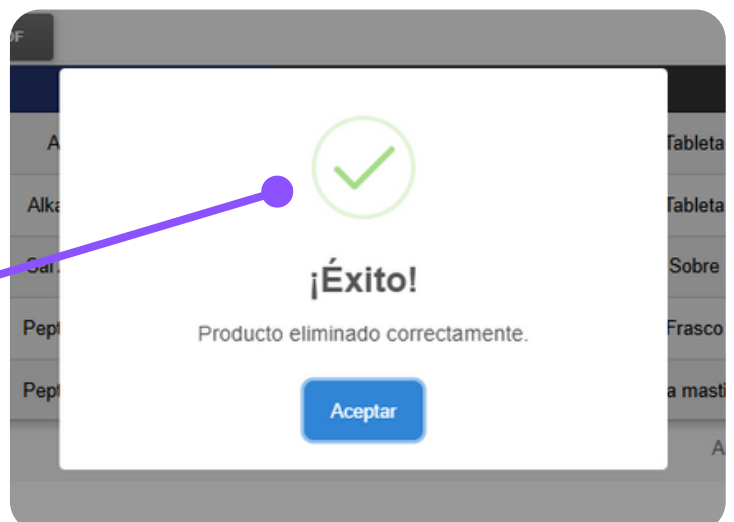 ¡Éxito!
Producto eliminado correctamente.
Aceptar
Tableta
Tableta
Sobre
Frasco